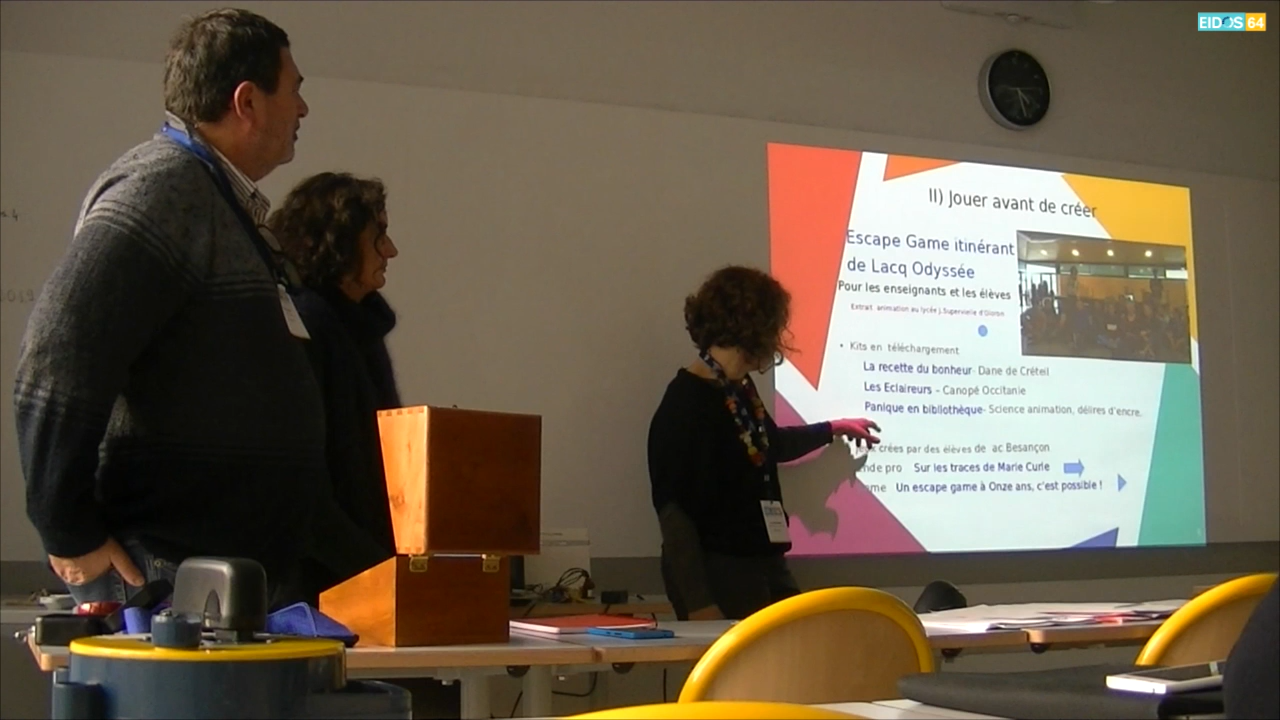 EIDOS 64
II) Jouer avant de créer
Escape Game itinérant
de Lacq Odyssée
Pour les enseignants et les élèves
Extrait animation au lycée J.Supervielle d'Oloron
• Kits en téléchargement
La recette du bonheur- Dane de Créteil
Les Eclaireurs - Canopé Occitanie
Panique en bibliothèque- Science animation, délires d'encre.
crées par des élèves de ac Besançon
pro Sur les traces de Marie Curie
Un escape game à Onze ans, c'est possible !